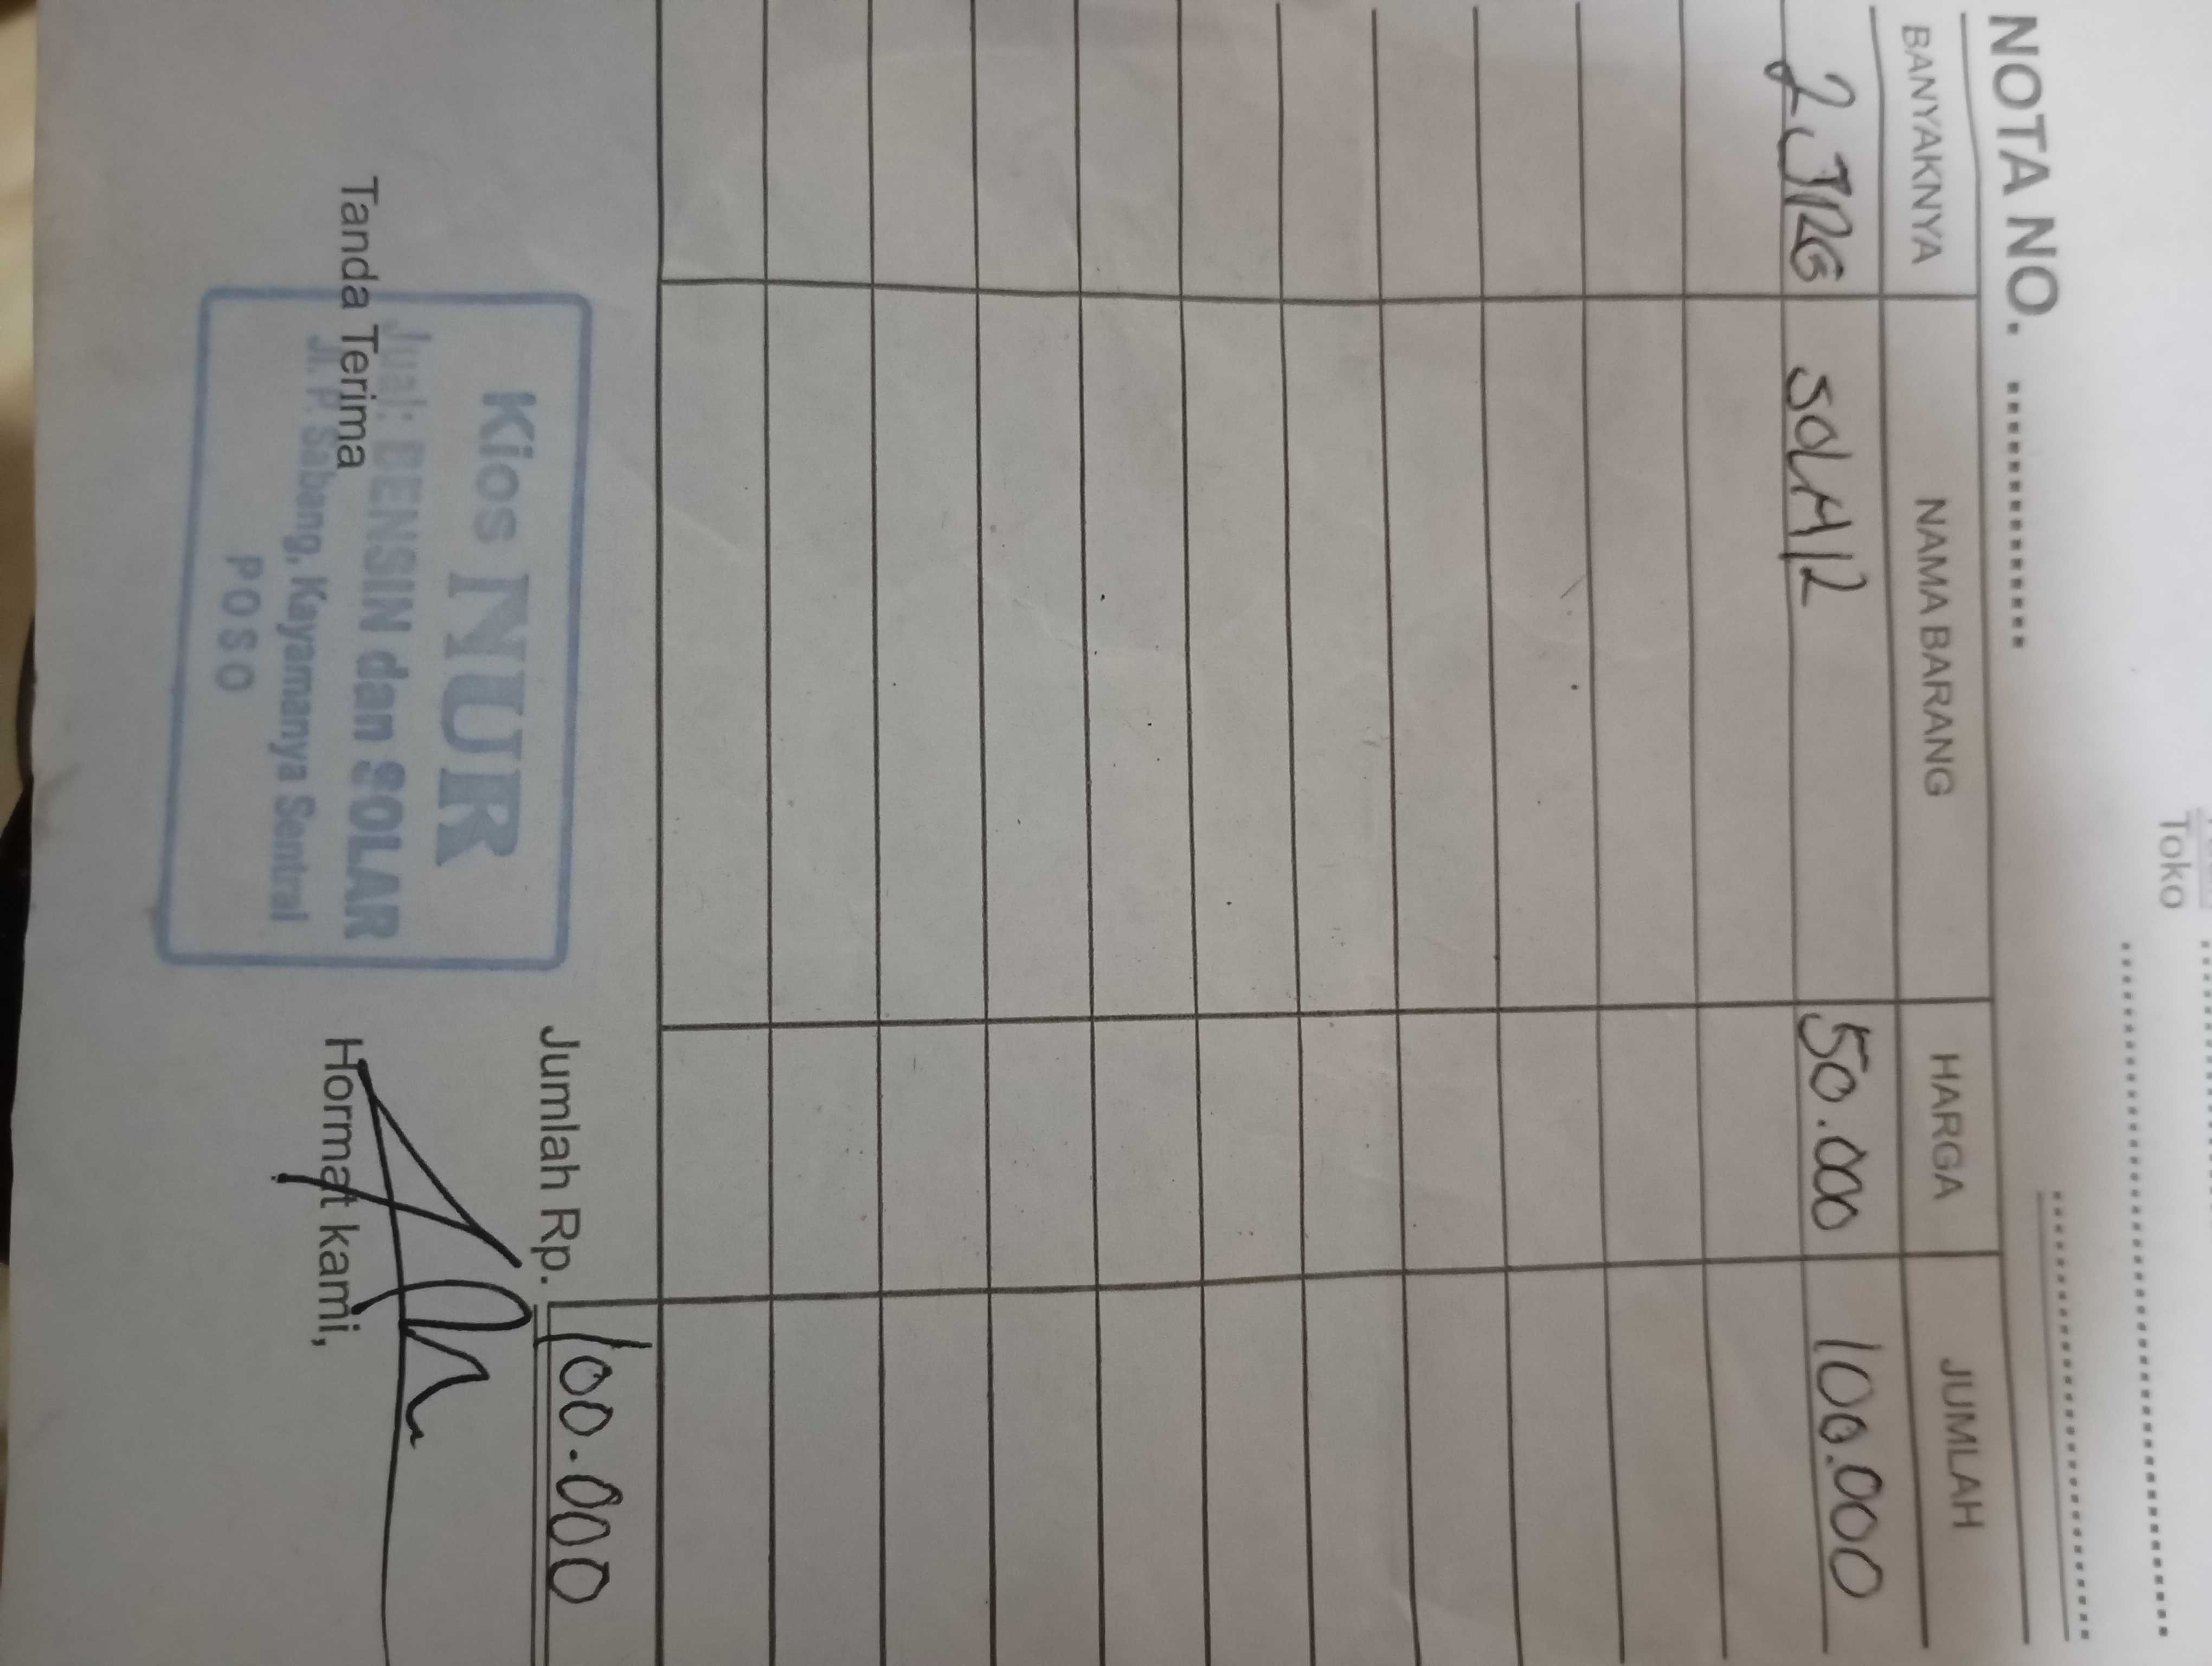 Toko
NOTA NO.
BANYAKNYA NAMA BARANG HARGA JUMLAH
2 JRG SOLAR 50.000 100.000
Jumlah Rp. 100.000
Tanda Terima Hormat kami,
Kios NUR
Jual: BENSIN dan SOLAR
Jl. P. Sabang, Kayamanya Sentral
POSO